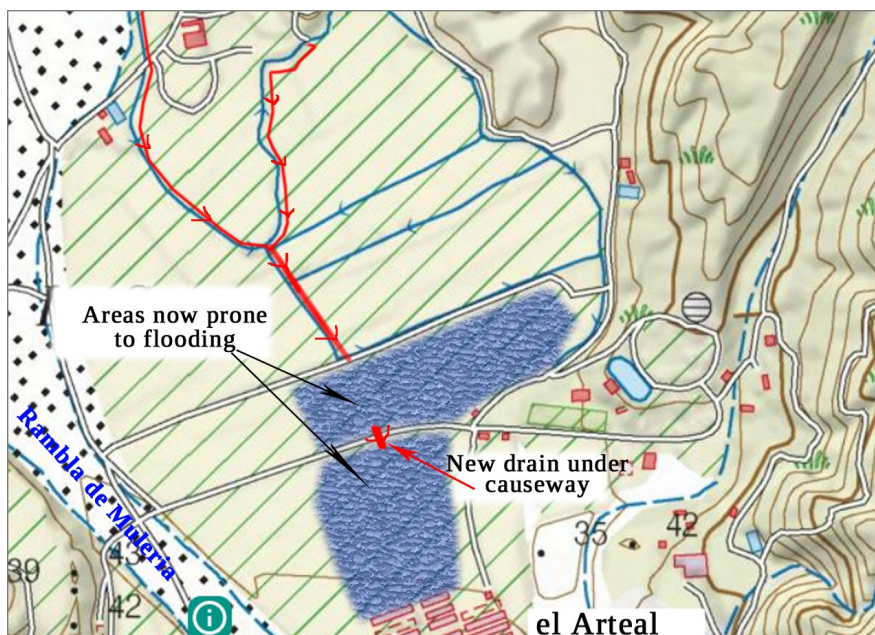 Areas now prone
to flooding
New drain under
causeway
Rambla de Muleria
35
42
43
42
39
el Arteal